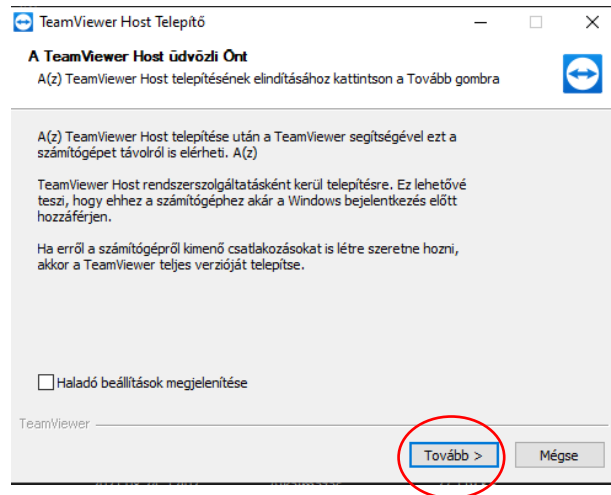 TeamViewer Host Telepítő
A TeamViewer Host üdvözli Önt
A(z) TeamViewer Host telepítésének elindításához kattintson a Tovább gombra
A(z) TeamViewer Host telepítése után a TeamViewer segítségével ezt a
számítógépet távolról is elérheti. A(z)
TeamViewer Host rendszerszolgáltatásként kerül telepítésre. Ez lehetővé
teszi, hogy ehhez a számítógéphez akár a Windows bejelentkezés előtt
hozzáférjen.
Ha erről a számítógépről kimenő csatlakozásokat is létre szeretne hozni,
akkor a TeamViewer teljes verzióját telepítse.
Haladó beállítások megjelenítése
TeamViewer
Tovább >
Mégse